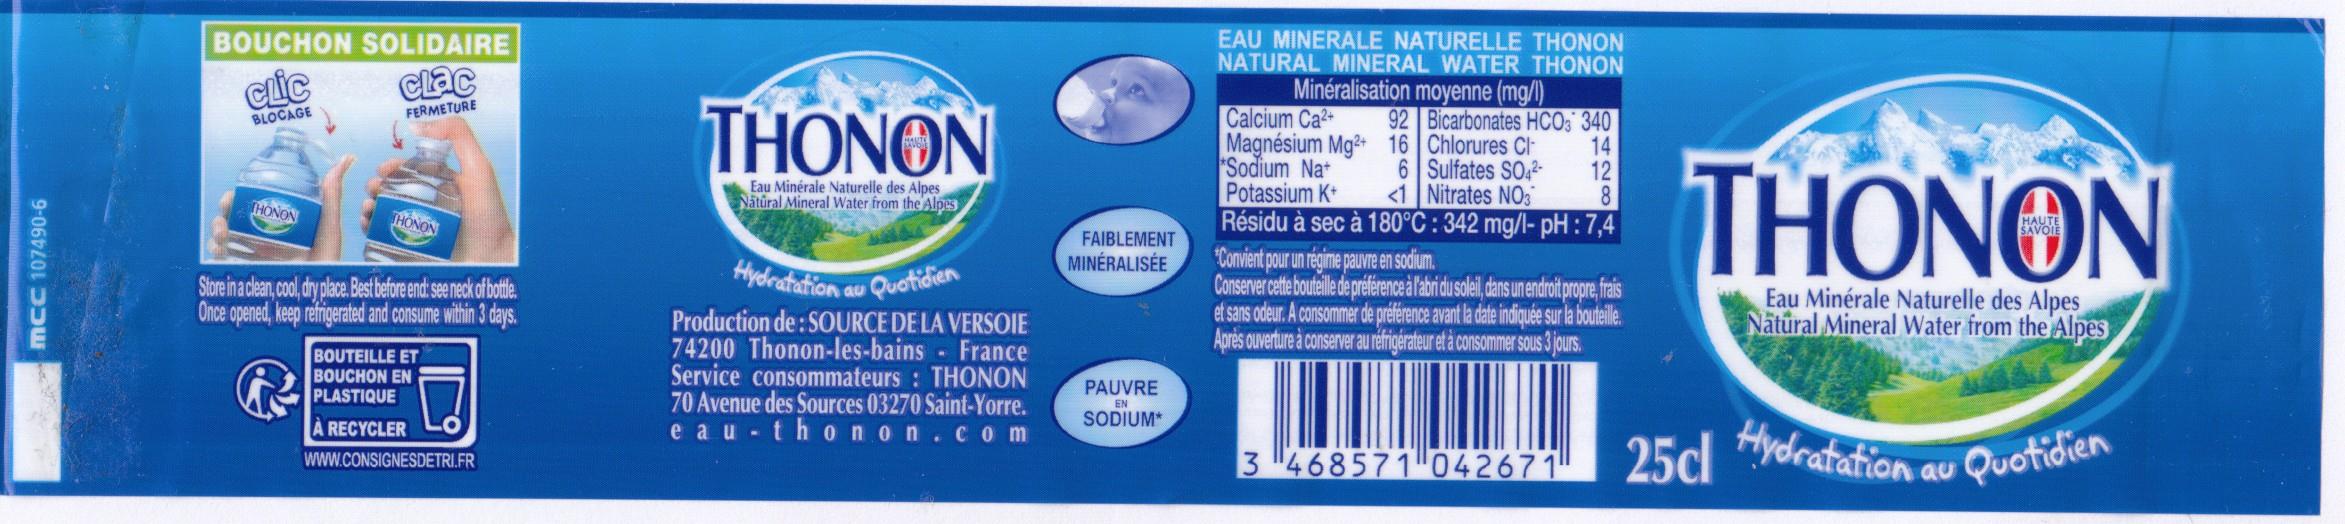 mcc 107490-6
BOUCHON SOLIDAIRE
CLIC
BLOCAGE
CLAC
FERMETURE
THONON
THONON
Store in a clean, cool, dry place. Best before end: see neck of bottle.
Once opened, keep refrigerated and consume within 3 days.
BOUTEILLE ET
BOUCHON EN
PLASTIQUE
À RECYCLER
WWW.CONSIGNESDETRI.FR
THONON
HAUTE
SAVOIE
Eau Minérale Naturelle des Alpes
Natural Mineral Water from the Alpes
Hydratation au Quotidien
Production de : SOURCE DE LA VERSOIE
74200 Thonon-les-bains - France
Service consommateurs : THONON
70 Avenue des Sources 03270 Saint-Yorre.
eau-thonon.com
FAIBLEMENT
MINÉRALISÉE
PAUVRE
EN
SODIUM*
EAU MINERALE NATURELLE THONON
NATURAL MINERAL WATER THONON
Minéralisation moyenne (mg/l)
Calcium Ca2+ 92 Bicarbonates HCO3- 340
Magnésium Mg2+ 16 Chlorures Cl- 14
*Sodium Na+ 6 Sulfates SO42- 12
Potassium K+ <1 Nitrates NO3- 8
Résidu à sec à 180°C : 342 mg/l- pH : 7,4
*Convient pour un régime pauvre en sodium.
Conserver cette bouteille de préférence à l'abri du soleil, dans un endroit propre, frais
et sans odeur. A consommer de préférence avant la date indiquée sur la bouteille.
Après ouverture à conserver au réfrigérateur et à consommer sous 3 jours.
3 468571 042671
25cl
THONON
HAUTE
SAVOIE
Eau Minérale Naturelle des Alpes
Natural Mineral Water from the Alpes
Hydratation au Quotidien